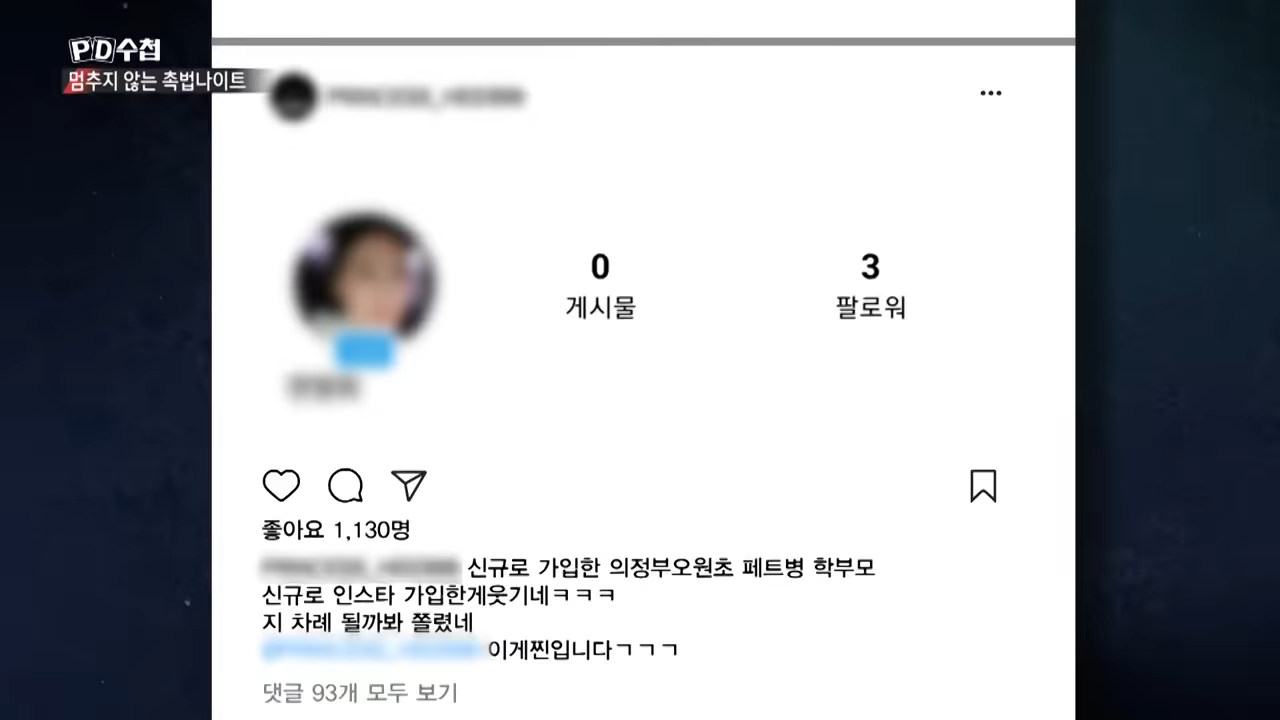 PD수첩
멈추지 않는 촉법나이트
0
게시물
3
팔로워
좋아요 1,130명
신규로 가입한 의정부오원초 페트병 학부모
신규로 인스타 가입한게웃기네ㅋㅋㅋ
지 차례 될까봐 쫄렸네
이게찐입니다ㄱㄱㄱ
댓글 93개 모두 보기